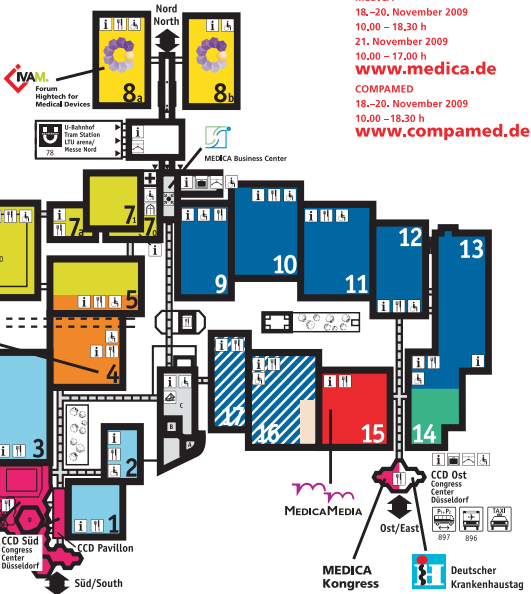 18.–20. November 2009
10.00 – 18.30 h
21. November 2009
10.00 – 17.00 h
www.medica.de
COMPAMED
18.–20. November 2009
10.00 – 18.30 h
www.compamed.de
Nord
North
IVAM.
Forum
Hightech for
Medical Devices
8a
8b
U-Bahnhof
Tram Station
LTU arena/
Messe Nord
78
MEDICA Business Center
7
7
7
9
10
11
12
13
5
4
3
2
1
C
B
A
17
16
15
14
MEDICAMEDIA
CCD Ost
Congress
Center
Düsseldorf
P1, P2
TAXI
897
896
Ost/East
CCD Süd
Congress
Center
Düsseldorf
CCD Pavillon
Süd/South
MEDICA
Kongress
Deutscher
Krankenhaustag